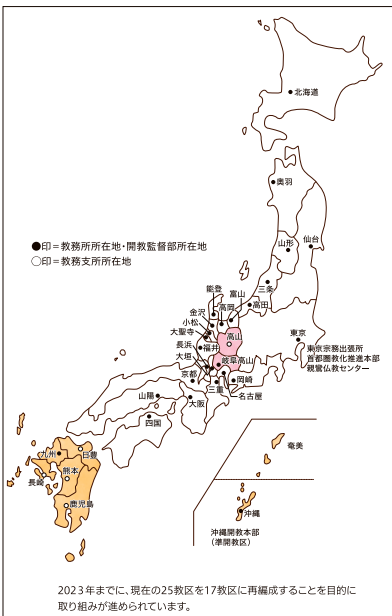 北海道
奥羽
●印=教務所所在地・開教監督部所在地
○印=教務支所所在地
山形
仙台
三条
能登
富山
高岡
高田
金沢
小松
大聖寺
長浜
福井
高山
大垣
岐阜高山
京都
三重
岡崎
名古屋
東京
東京宗務出張所
首都圏教化推進本部
親鸞仏教センター
山陽
大阪
四国
九州
日豊
熊本
長崎
鹿児島
奄美
沖縄
沖縄開教本部
(準開教区)
2023年までに、現在の25教区を17教区に再編成することを目的に
取り組みが進められています。